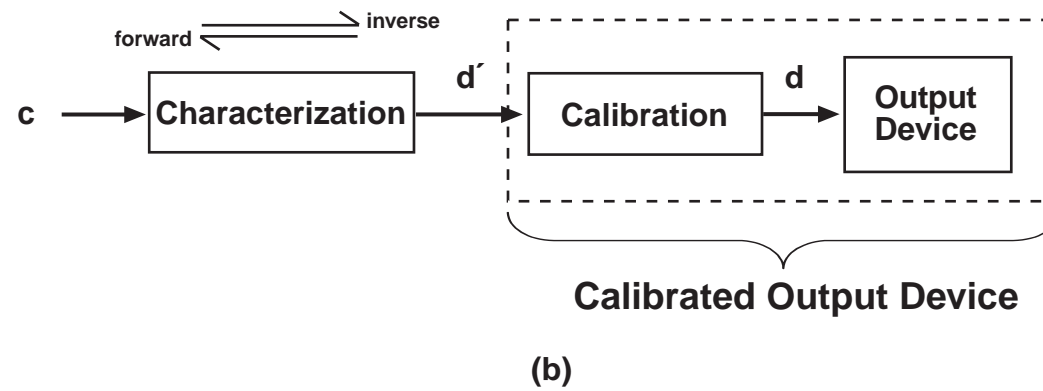 inverse
forward
c
Characterization
d´
Calibration
d
Output
Device
Calibrated Output Device
(b)